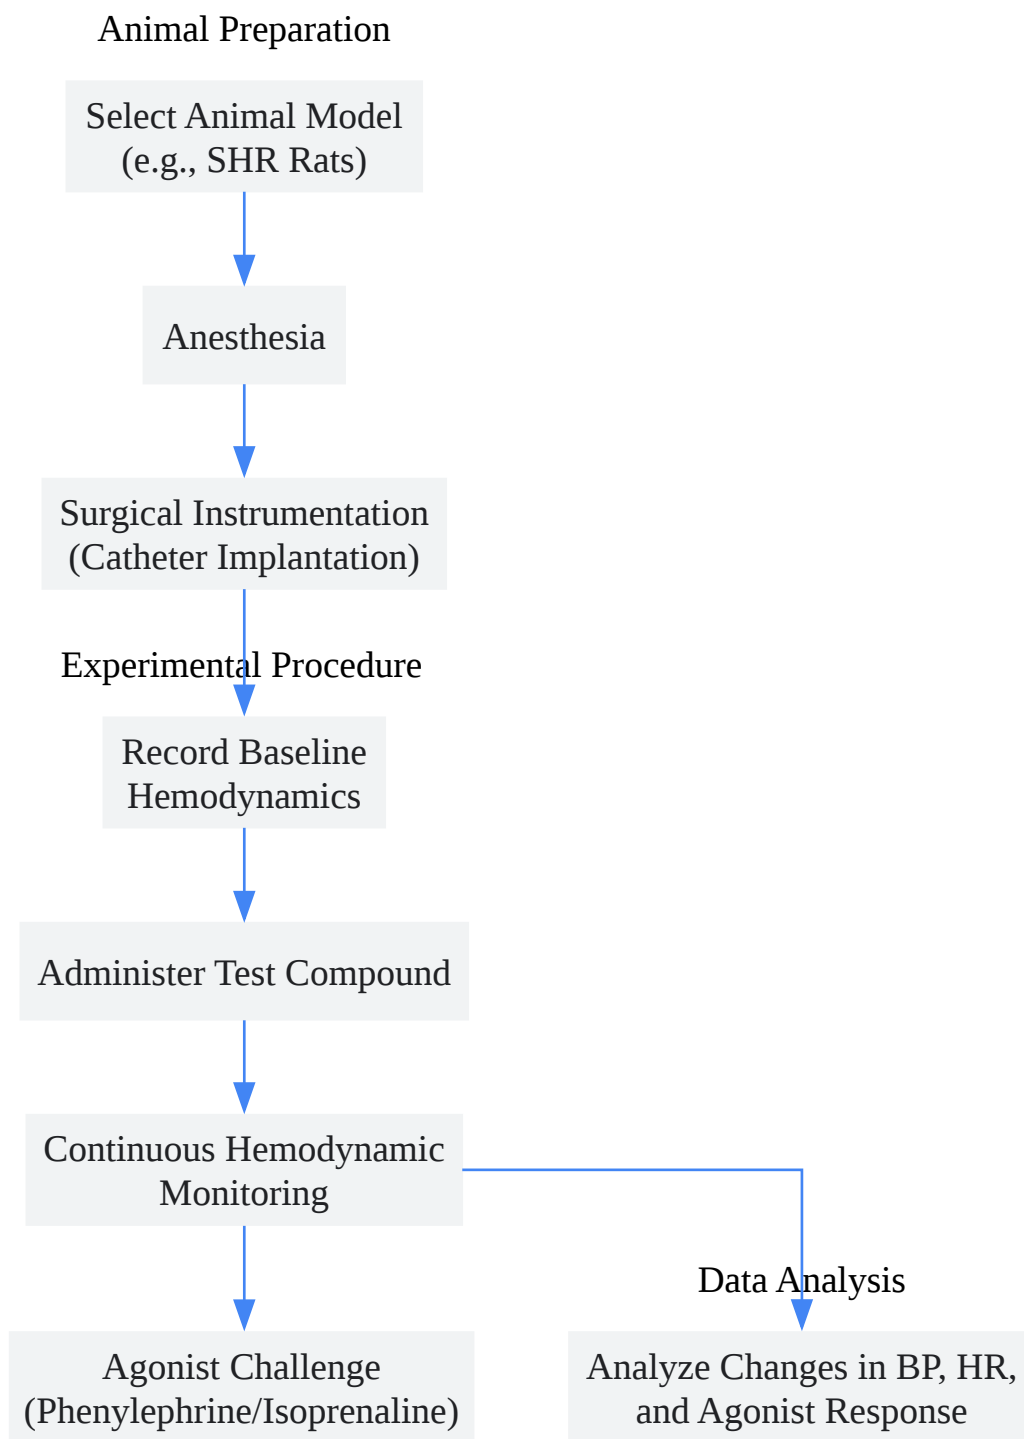 Animal Preparation
Select Animal Model
(e.g., SHR Rats)
Anesthesia
Surgical Instrumentation
(Catheter Implantation)
Experimental Procedure
Record Baseline
Hemodynamics
Administer Test Compound
Continuous Hemodynamic
Monitoring
Agonist Challenge
(Phenylephrine/Isoprenaline)
Data Analysis
Analyze Changes in BP, HR,
and Agonist Response